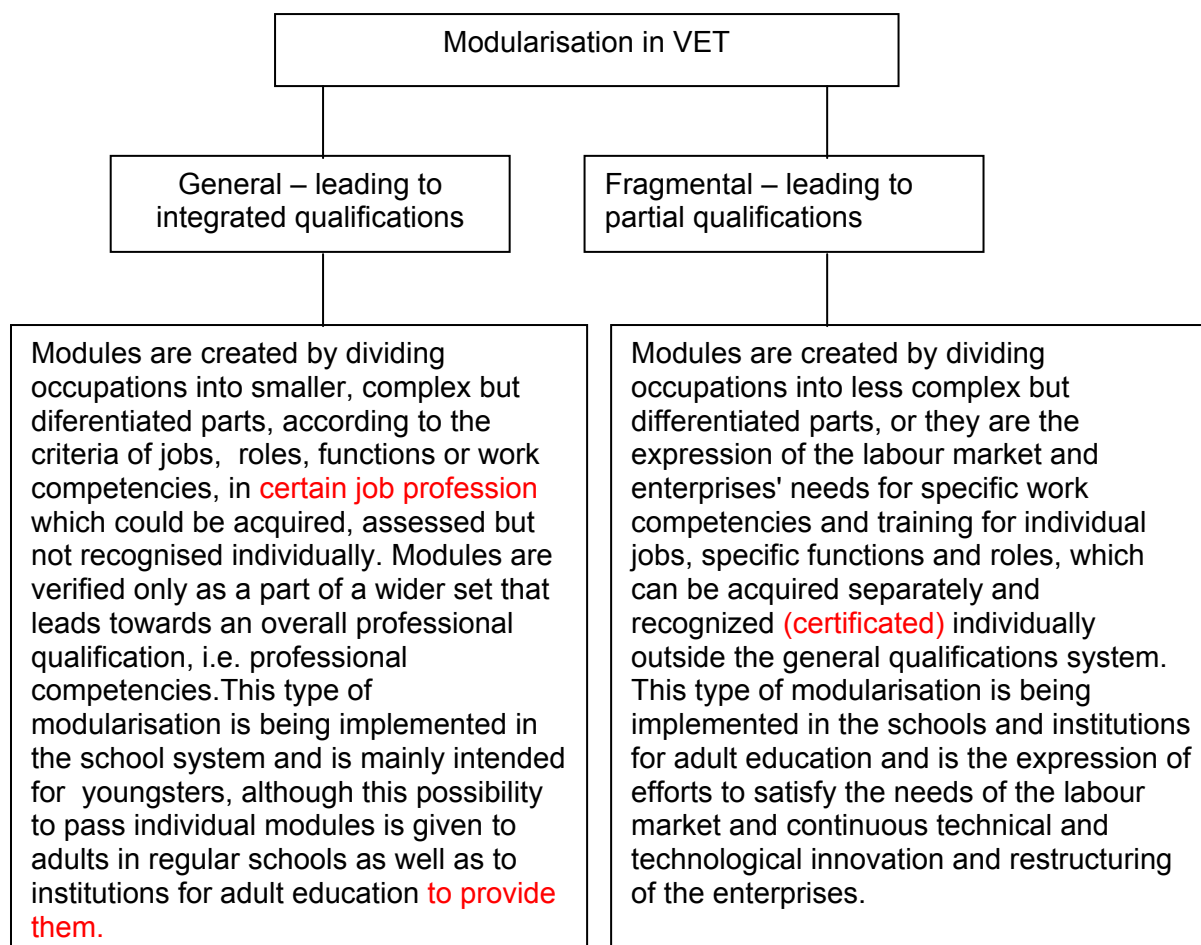 Modularisation in VET
General – leading to
integrated qualifications
Fragmental – leading to
partial qualifications
Modules are created by dividing
occupations into smaller, complex but
diferentiated parts, according to the
criteria of jobs,  roles, functions or work
competencies, in certain job profession
which could be acquired, assessed but
not recognised individually. Modules are
verified only as a part of a wider set that
leads towards an overall professional
qualification, i.e. professional
competencies.This type of
modularisation is being implemented in
the school system and is mainly intended
for  youngsters, although this possibility
to pass individual modules is given to
adults in regular schools as well as to
institutions for adult education to provide
them.
Modules are created by dividing
occupations into less complex but
differentiated parts, or they are the
expression of the labour market and
enterprises' needs for specific work
competencies and training for individual
jobs, specific functions and roles, which
can be acquired separately and
recognized (certificated) individually
outside the general qualifications system.
This type of modularisation is being
implemented in the schools and institutions
for adult education and is the expression of
efforts to satisfy the needs of the labour
market and continuous technical and
technological innovation and restructuring
of the enterprises.